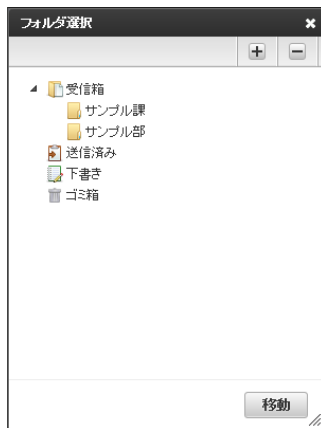 フォルダ選択
受信箱
サンプル課
サンプル部
送信済み
下書き
ゴミ箱
移動